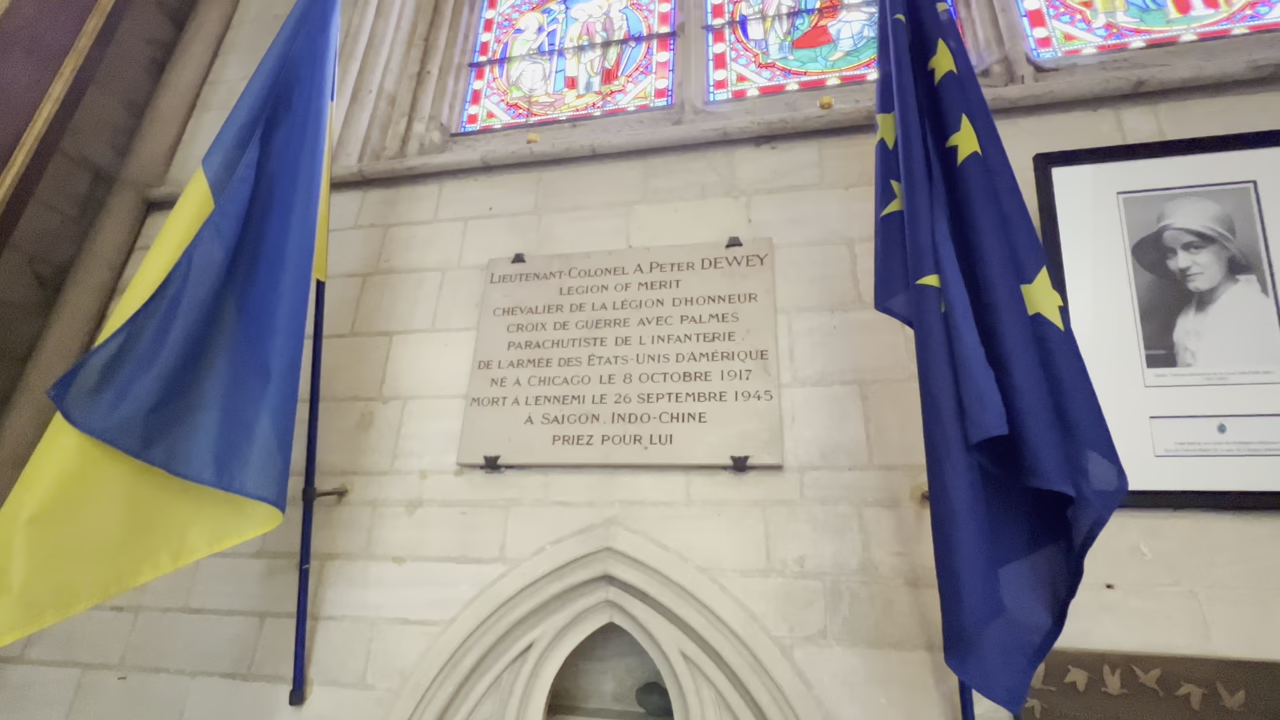 LIEUTENANT-COLONEL A. PETER DEWEY
LEGION OF MERIT
CHEVALIER DE LA LÉGION D'HONNEUR
CROIX DE GUERRE AVEC PALMES
PARACHUTISTE DE L'INFANTERIE
DE L'ARMÉE DES ÉTATS-UNIS D'AMÉRIQUE
NÉ À CHICAGO LE 8 OCTOBRE 1917
MORT A L'ENNEMI LE 26 SEPTEMBRE 1945
À SAÏGON. INDO-CHINE
PRIEZ POUR LUI